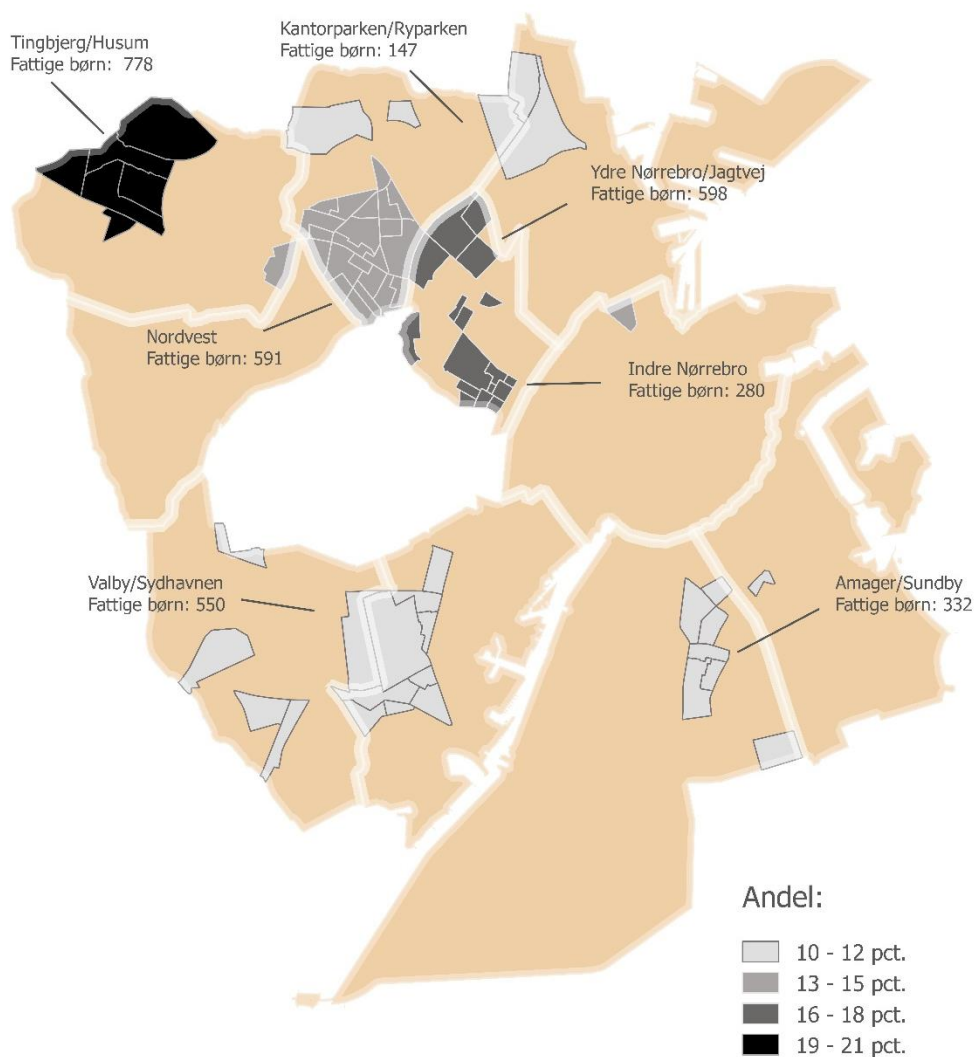 Tingbjerg/Husum
Fattige børn: 778
Kantorparken/Ryparken
Fattige børn: 147
Ydre Nørrebro/Jagtvej
Fattige børn: 598
Nordvest
Fattige børn: 591
Indre Nørrebro
Fattige børn: 280
Valby/Sydhavnen
Fattige børn: 550
Amager/Sundby
Fattige børn: 332
Andel:
10 - 12 pct.
13 - 15 pct.
16 - 18 pct.
19 - 21 pct.